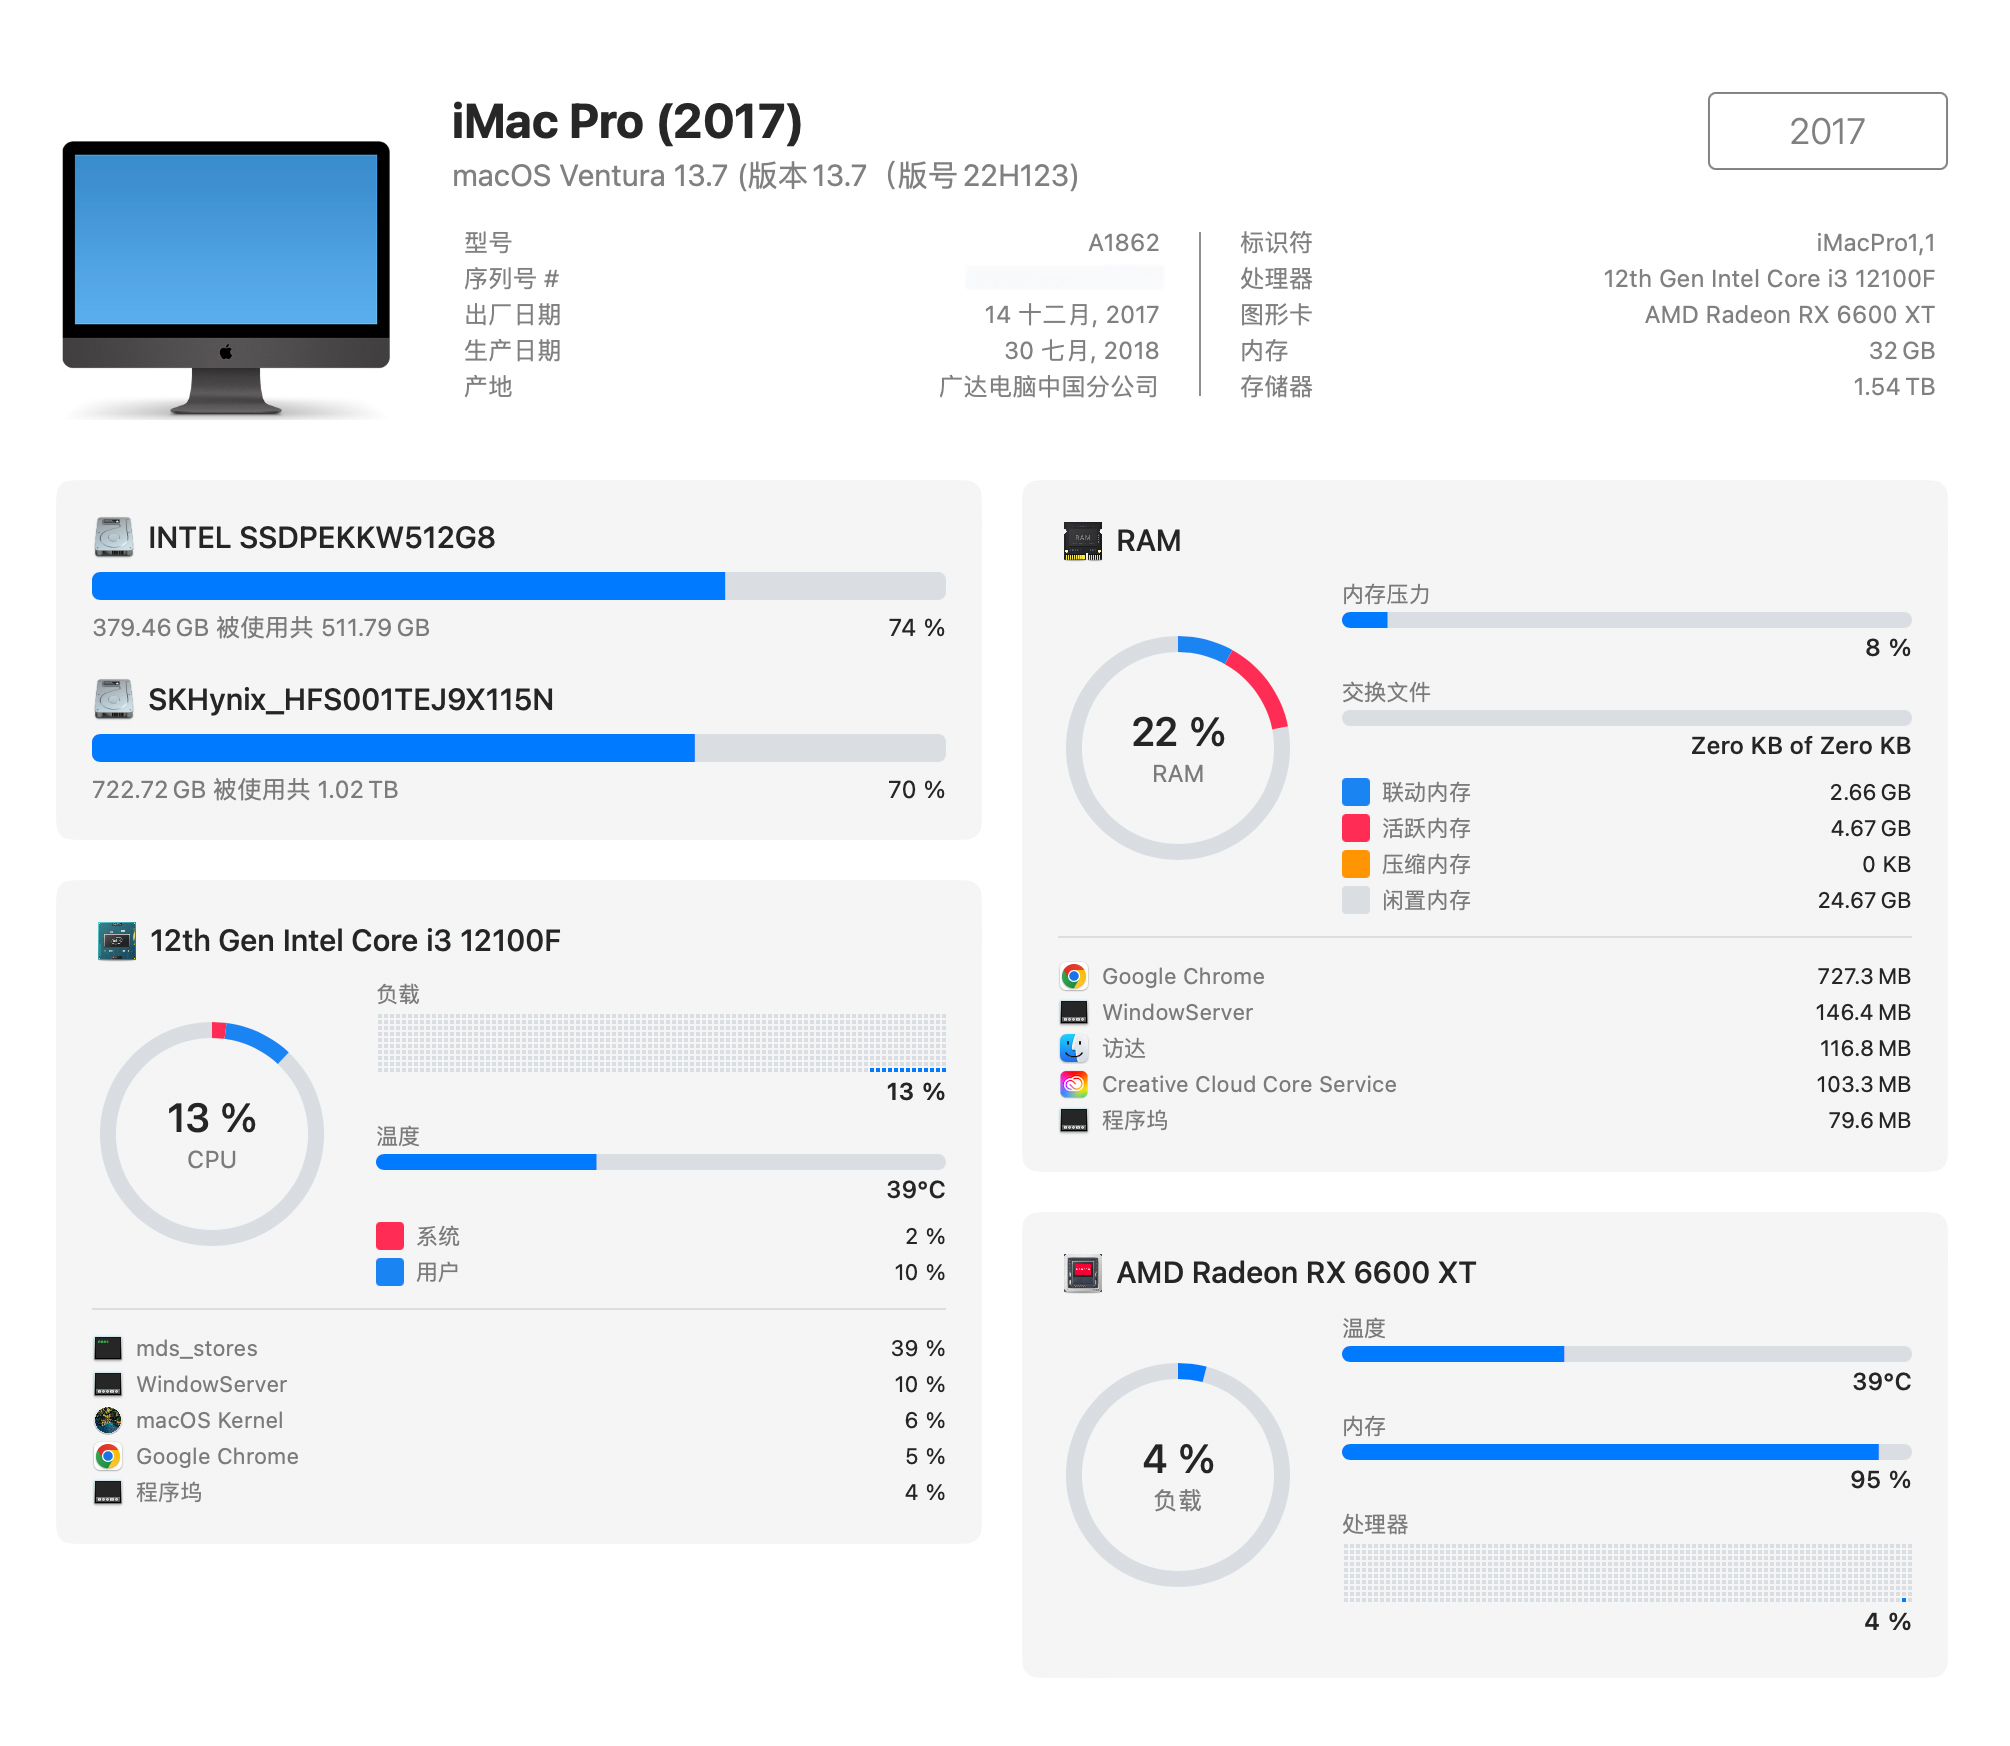 iMac Pro (2017)
2017
macOS Ventura 13.7 (版本 13.7（版号 22H123)
型号 A1862
序列号 #
出厂日期 14 十二月, 2017
生产日期 30 七月, 2018
产地 广达电脑中国分公司
标识符 iMacPro1,1
处理器 12th Gen Intel Core i3 12100F
图形卡 AMD Radeon RX 6600 XT
内存 32 GB
存储器 1.54 TB
INTEL SSDPEKKW512G8
379.46 GB 被使用共 511.79 GB 74 %
SKHynix_HFS001TEJ9X115N
722.72 GB 被使用共 1.02 TB 70 %
12th Gen Intel Core i3 12100F
13 %
CPU
负载
13 %
温度
39°C
系统 2 %
用户 10 %
mds_stores 39 %
WindowServer 10 %
macOS Kernel 6 %
Google Chrome 5 %
程序坞 4 %
RAM
22 %
RAM
内存压力
8 %
交换文件
Zero KB of Zero KB
联动内存 2.66 GB
活跃内存 4.67 GB
压缩内存 0 KB
闲置内存 24.67 GB
Google Chrome 727.3 MB
WindowServer 146.4 MB
访达 116.8 MB
Creative Cloud Core Service 103.3 MB
程序坞 79.6 MB
AMD Radeon RX 6600 XT
4 %
负载
温度
39°C
内存
95 %
处理器
4 %